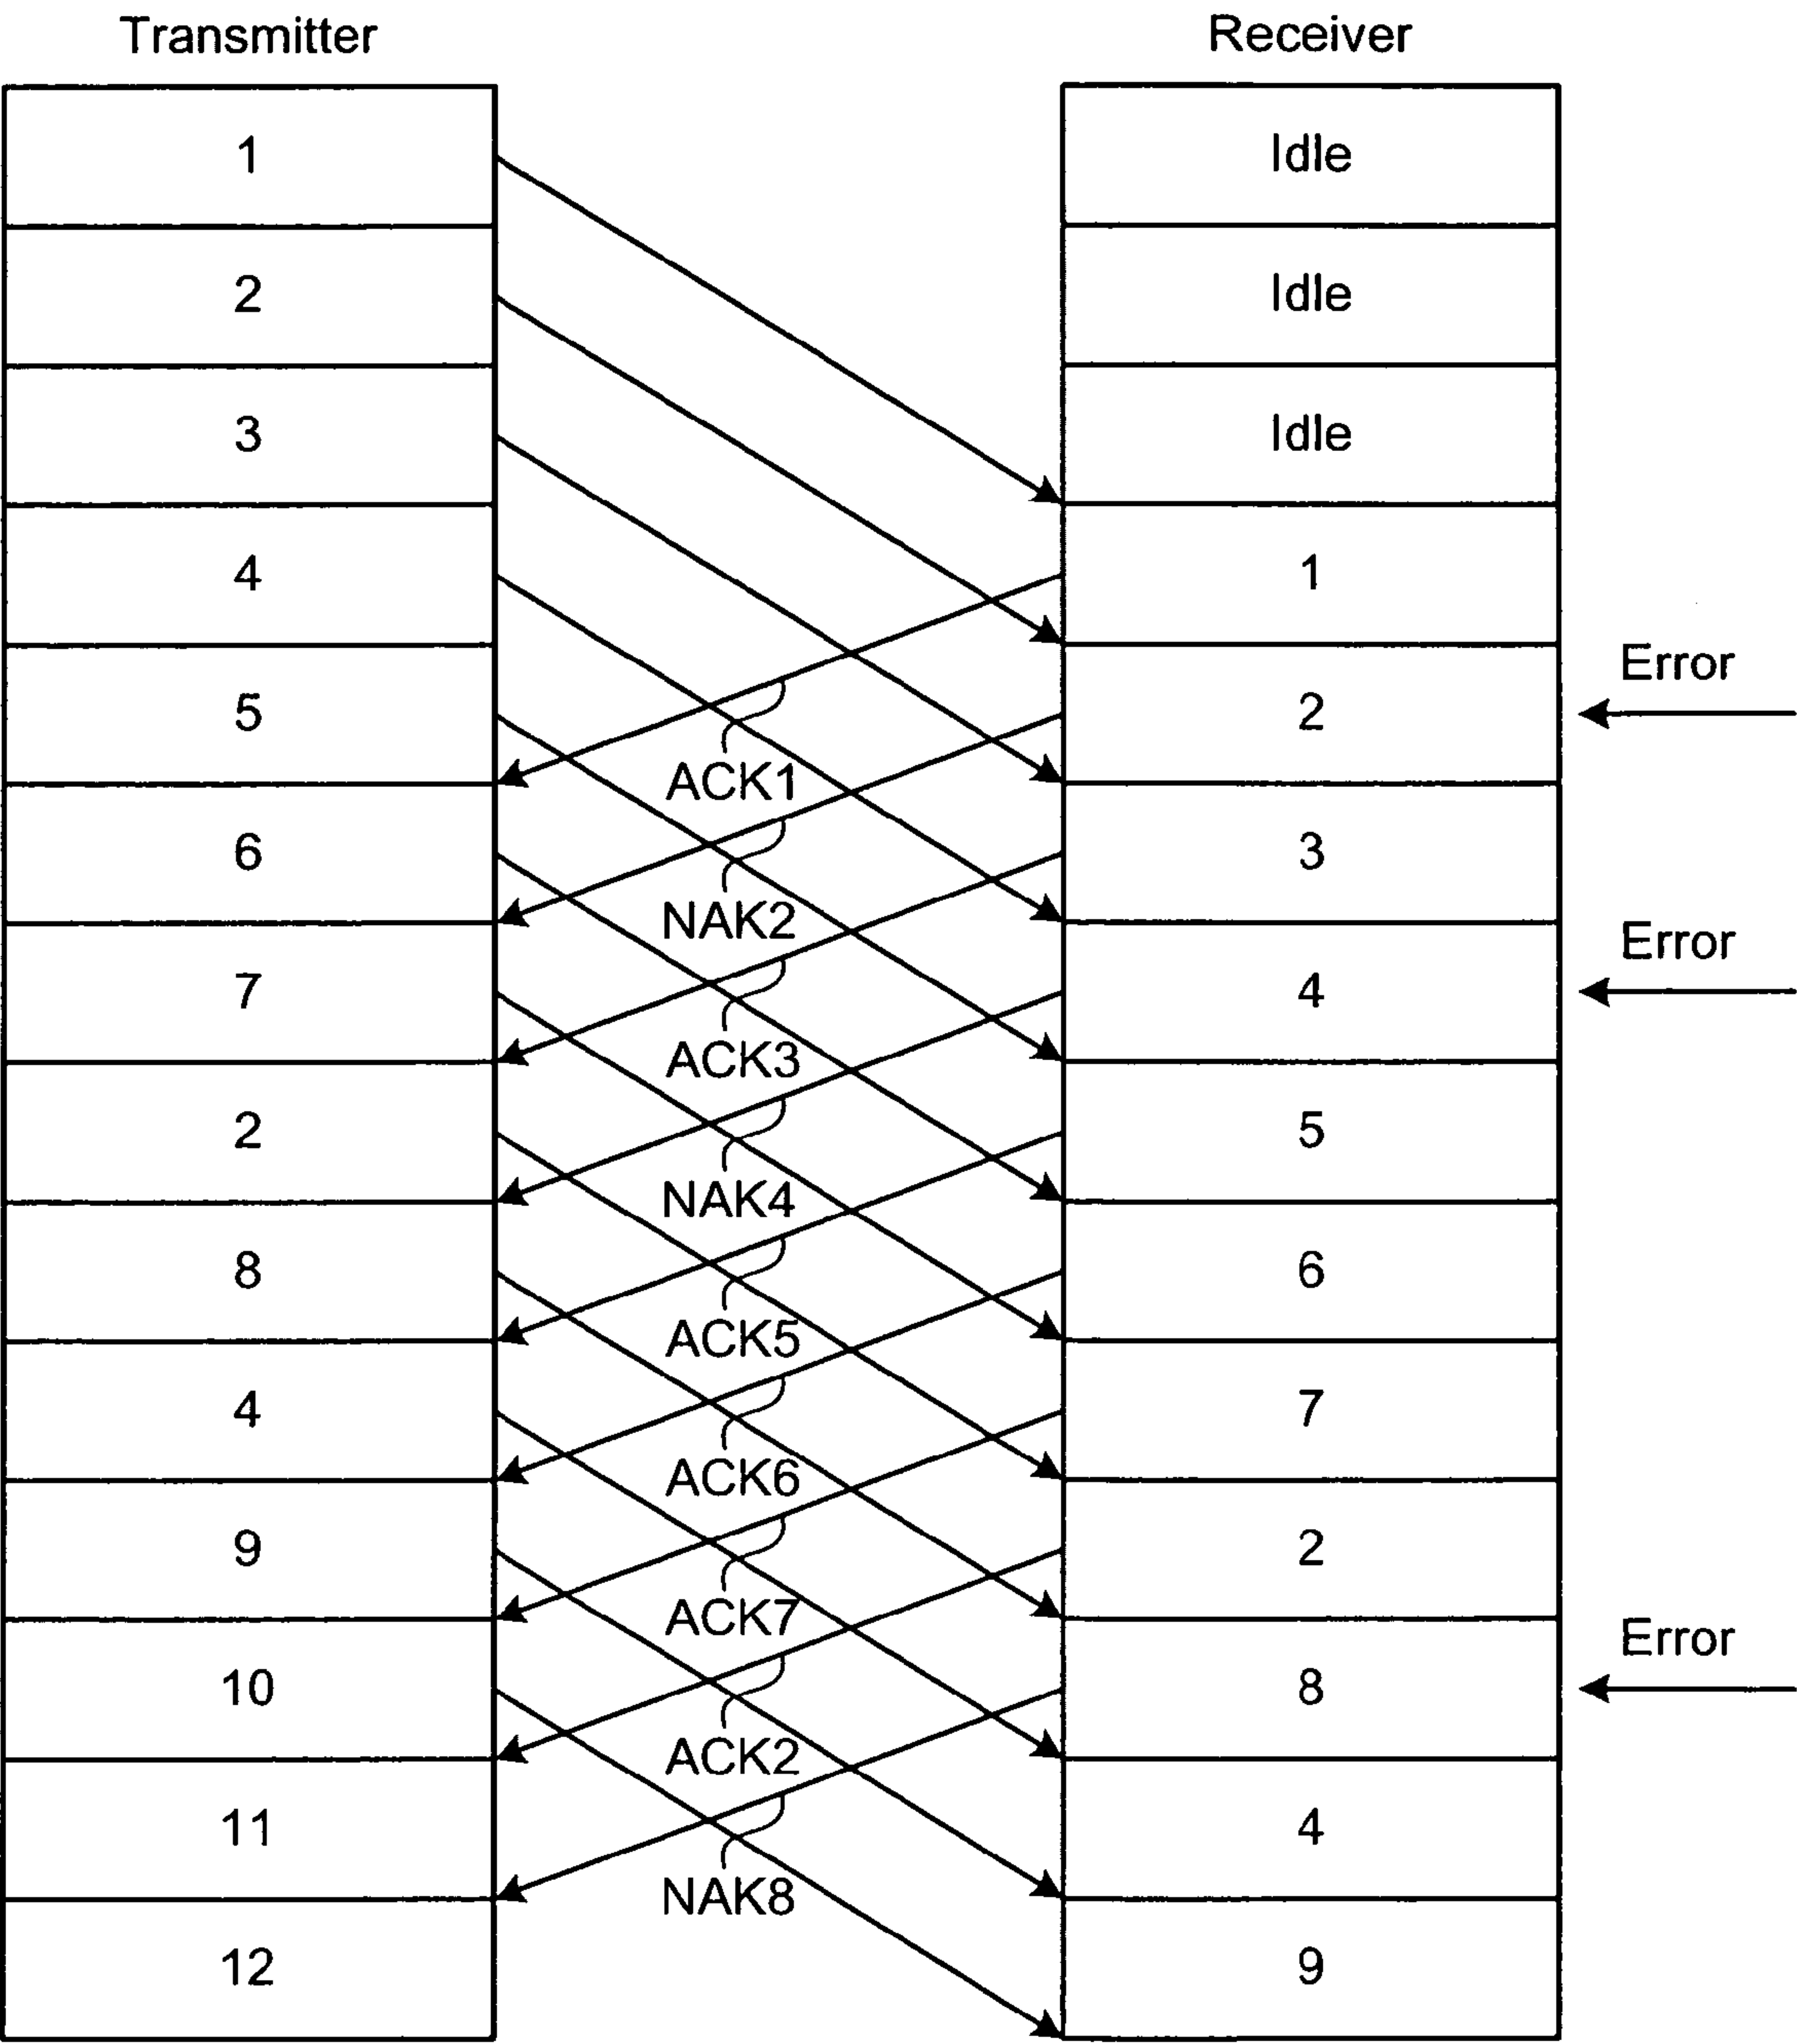 Transmitter
Receiver
1
2
3
4
5
6
7
2
8
4
9
10
11
12
ACK1
NAK2
ACK3
NAK4
ACK5
ACK6
ACK7
ACK2
NAK8
Idle
Idle
Idle
1
2
3
4
5
6
7
2
8
4
9
Error
Error
Error